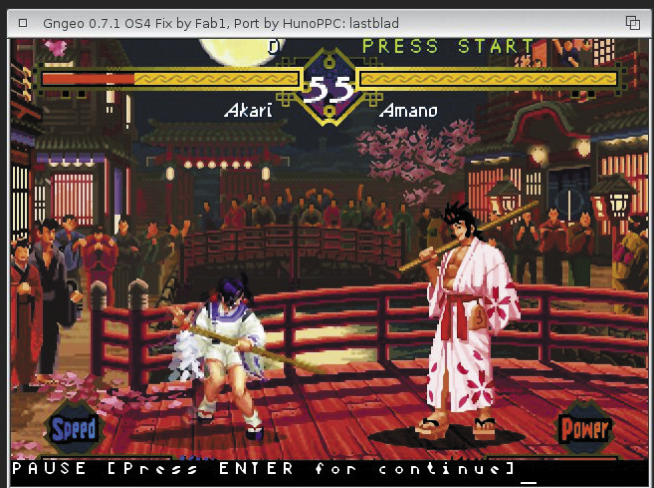 Gngeo 0.7.1 OS4 Fix by Fab1, Port by HunoPPC: lastblad
0 PRESS START
55
Akari Amano
Speed Power
PAUSE [Press ENTER for continue]